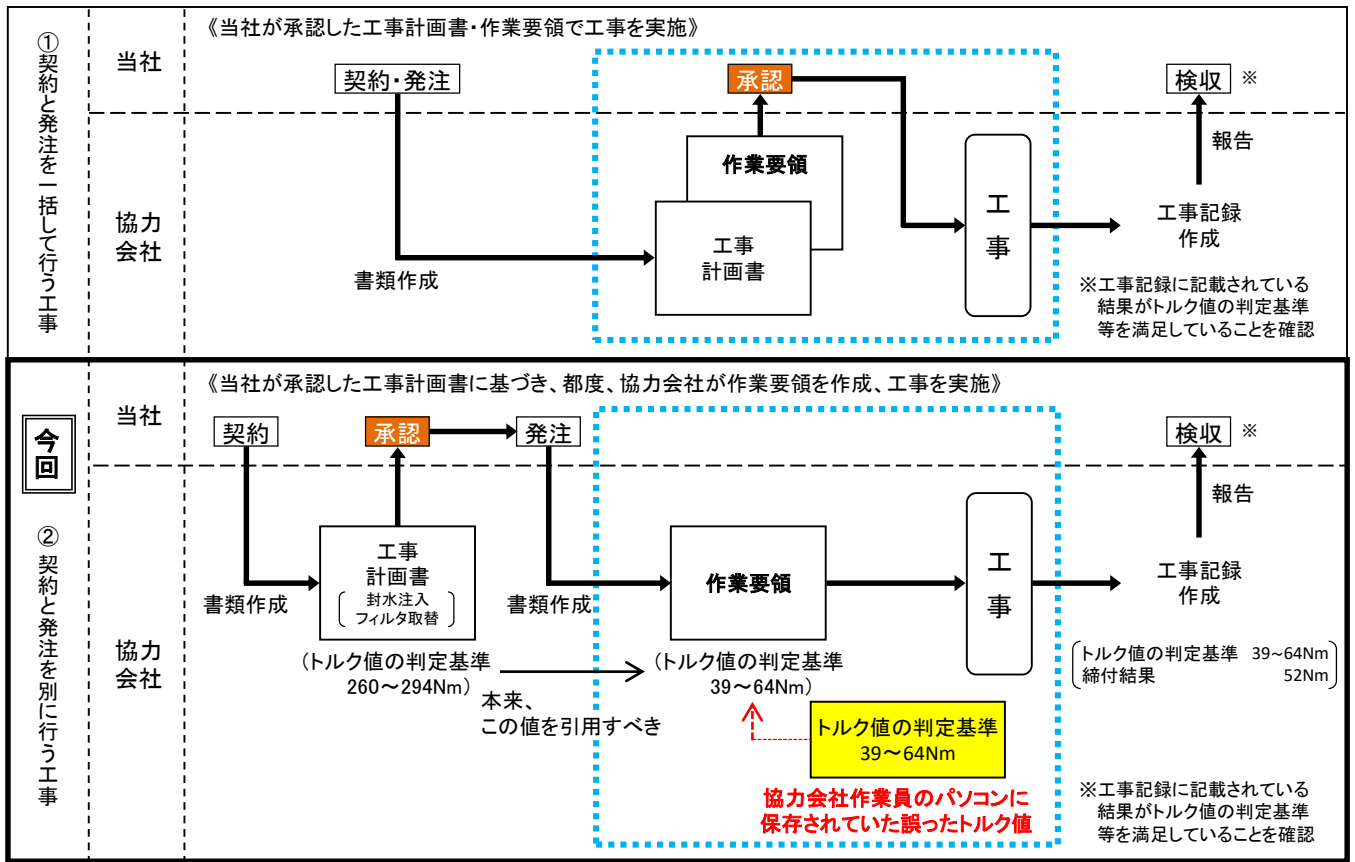 ①契約と発注を一括して行う工事
《当社が承認した工事計画書・作業要領で工事を実施》
当社
契約・発注
承認
検収 ※
協力
会社
書類作成
作業要領
工事
計画書
工
事
報告
工事記録
作成
※工事記録に記載されている
結果がトルク値の判定基準
等を満足していることを確認
今回
② 契約と発注を別に行う工事
《当社が承認した工事計画書に基づき、都度、協力会社が作業要領を作成、工事を実施》
当社
契約
承認
発注
検収 ※
協力
会社
書類作成
工事
計画書
封水注入
フィルタ取替
(トルク値の判定基準
260～294Nm)
書類作成
本来、
この値を引用すべき
作業要領
(トルク値の判定基準
39～64Nm)
トルク値の判定基準
39～64Nm
協力会社作業員のパソコンに
保存されていた誤ったトルク値
工
事
報告
工事記録
作成
トルク値の判定基準 39~64Nm
締付結果 52Nm
※工事記録に記載されている
結果がトルク値の判定基準
等を満足していることを確認